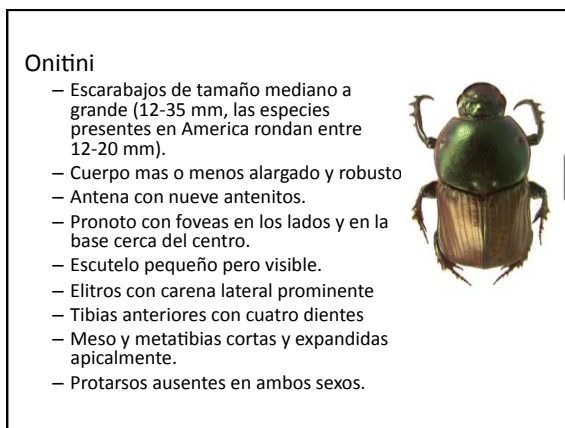 Onitini
– Escarabajos de tamaño mediano a
grande (12-35 mm, las especies
presentes en America rondan entre
12-20 mm).
– Cuerpo mas o menos alargado y robusto
– Antena con nueve antenitos.
– Pronoto con foveas en los lados y en la
base cerca del centro.
– Escutelo pequeño pero visible.
– Elitros con carena lateral prominente
– Tibias anteriores con cuatro dientes
– Meso y metatibias cortas y expandidas
apicalmente.
– Protarsos ausentes en ambos sexos.